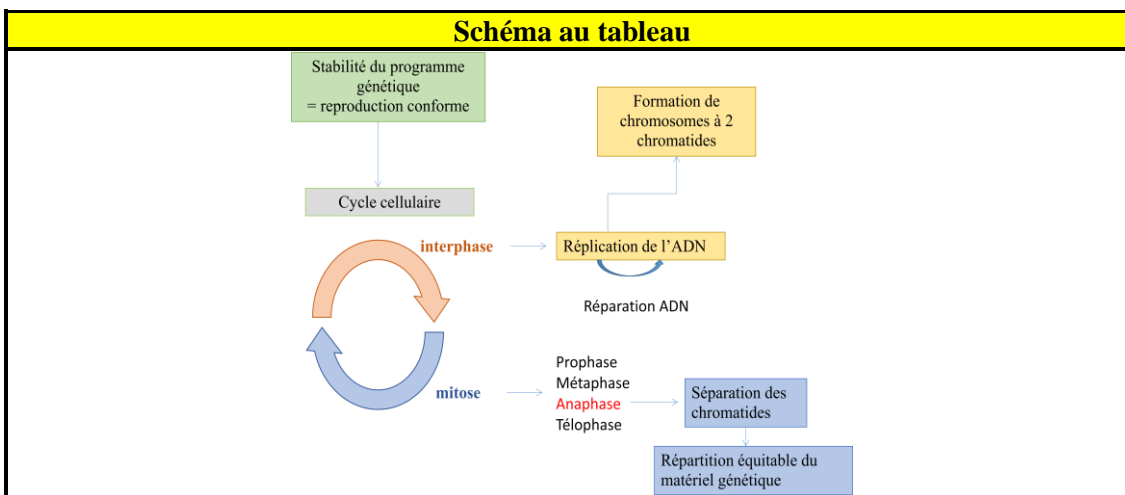 Schéma au tableau
Stabilité du programme
génétique
= reproduction conforme
Formation de
chromosomes à 2
chromatides
Cycle cellulaire
interphase
Réplication de l'ADN
Réparation ADN
mitose
Prophase
Métaphase
Anaphase
Télophase
Séparation des
chromatides
Répartition équitable du
matériel génétique